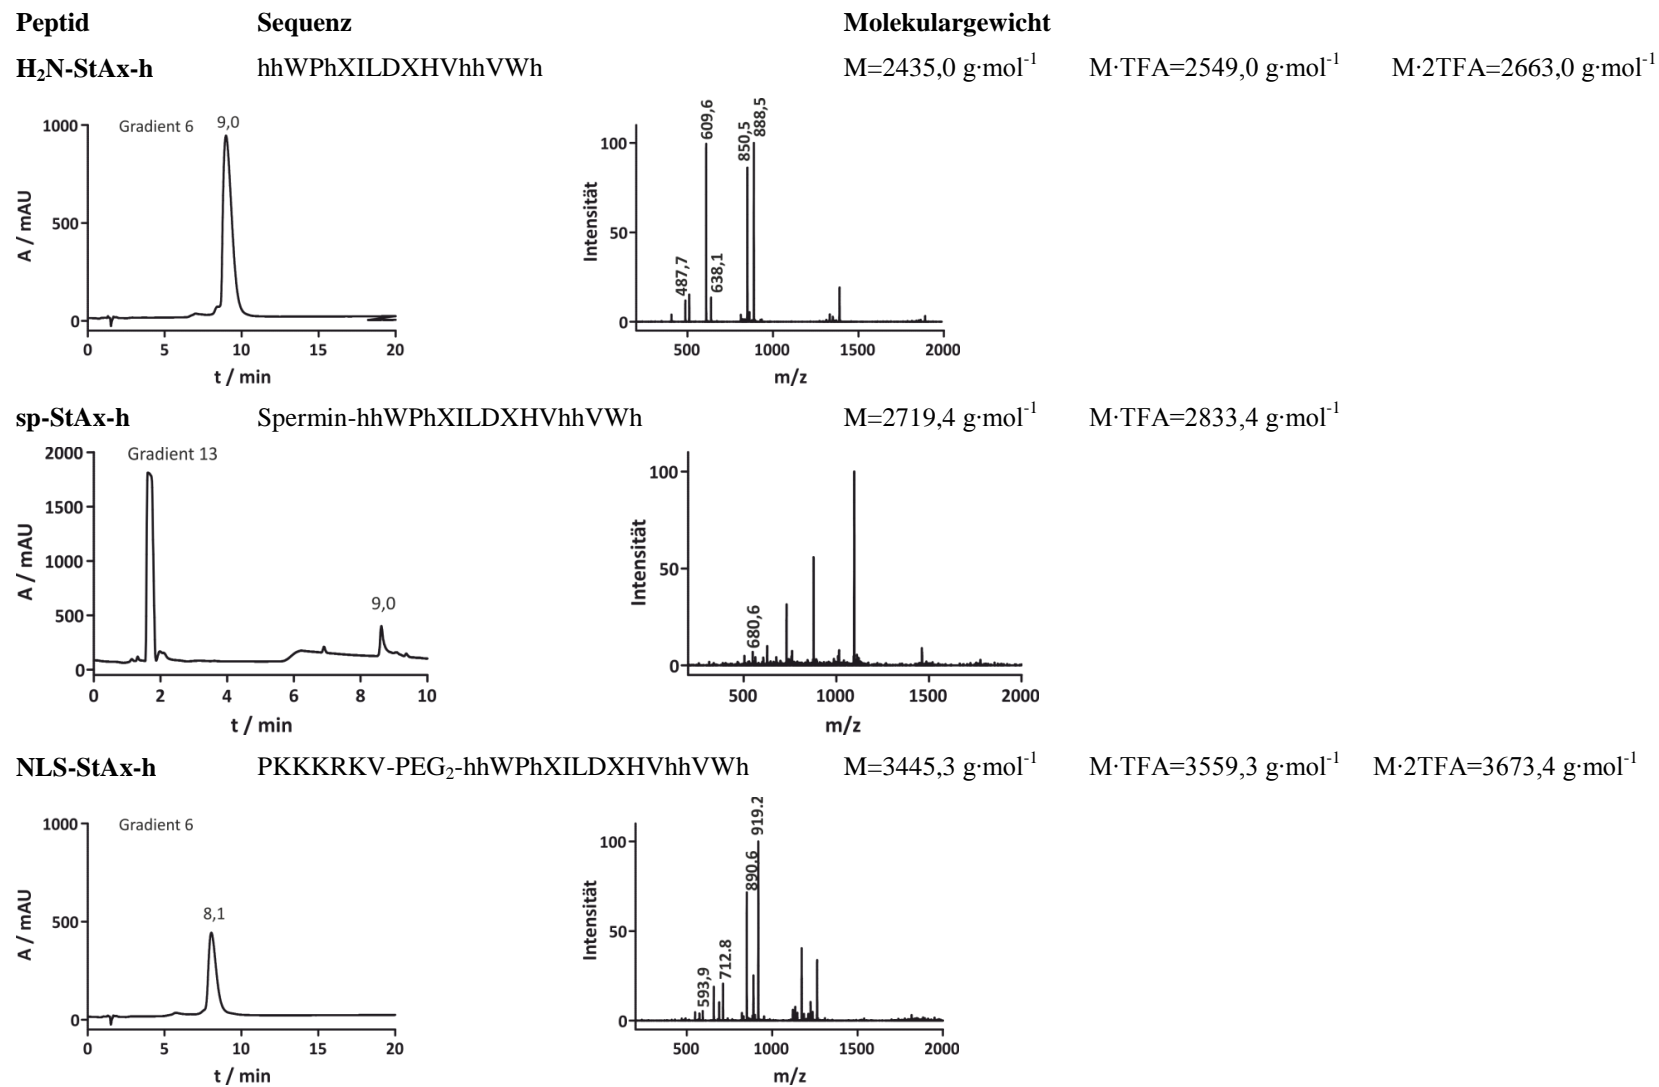 Peptid Sequenz Molekulargewicht
H₂N-StAx-h hhWPhXILDXHVhhVWh M=2435,0 g·mol⁻¹ M·TFA=2549,0 g·mol⁻¹ M·2TFA=2663,0 g·mol⁻¹
Gradient 6 9,0
1000
500
0
A / mAU
0 5 10 15 20
t / min
609,6 850,5 888,5
487,7 638,1
100
50
0
Intensität
500 1000 1500 2000
m/z
sp-StAx-h Spermin-hhWPhXILDXHVhhVWh M=2719,4 g·mol⁻¹ M·TFA=2833,4 g·mol⁻¹
Gradient 13
9,0
2000
1500
1000
500
0
A / mAU
0 2 4 6 8 10
t / min
680,6
100
50
0
Intensität
500 1000 1500 2000
m/z
NLS-StAx-h PKKKRKV-PEG₂-hhWPhXILDXHVhhVWh M=3445,3 g·mol⁻¹ M·TFA=3559,3 g·mol⁻¹ M·2TFA=3673,4 g·mol⁻¹
Gradient 6
8,1
1000
500
0
A / mAU
0 5 10 15 20
t / min
593,9 712.8 890.6 919.2
100
50
0
Intensität
500 1000 1500 2000
m/z